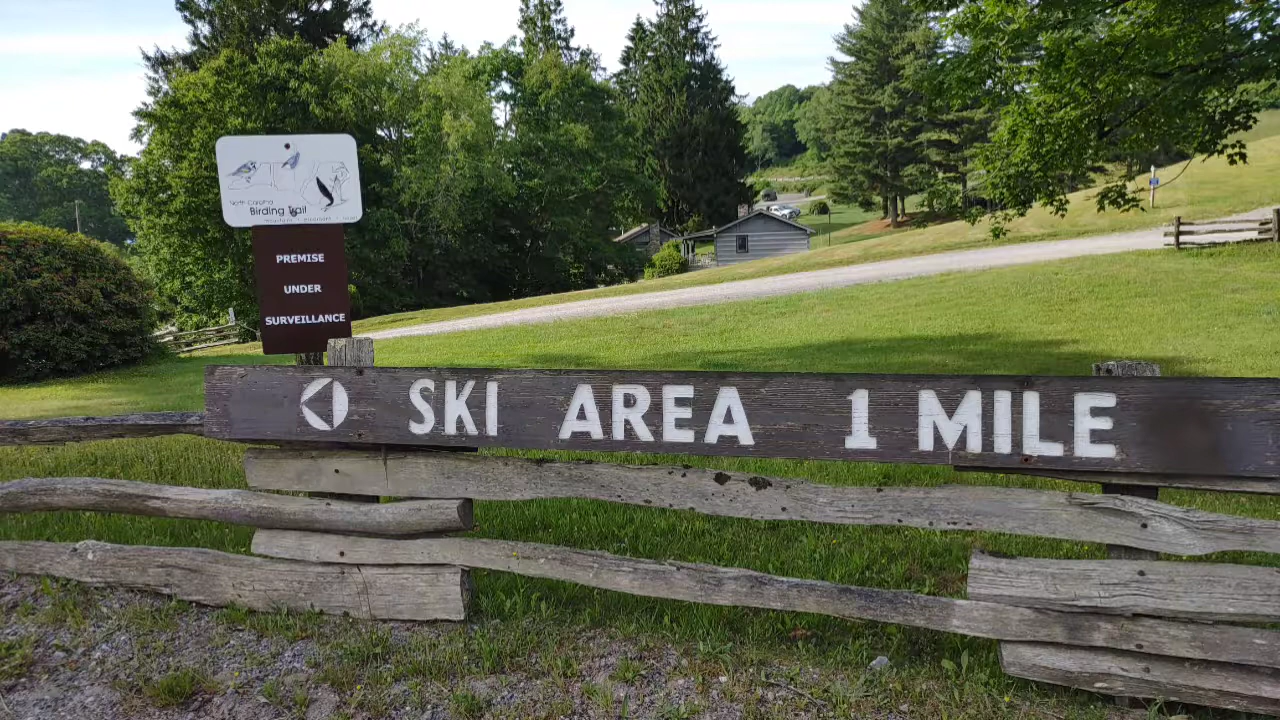 North Carolina
Birding Trail
PREMISE
UNDER
SURVEILLANCE
SKI AREA 1 MILE